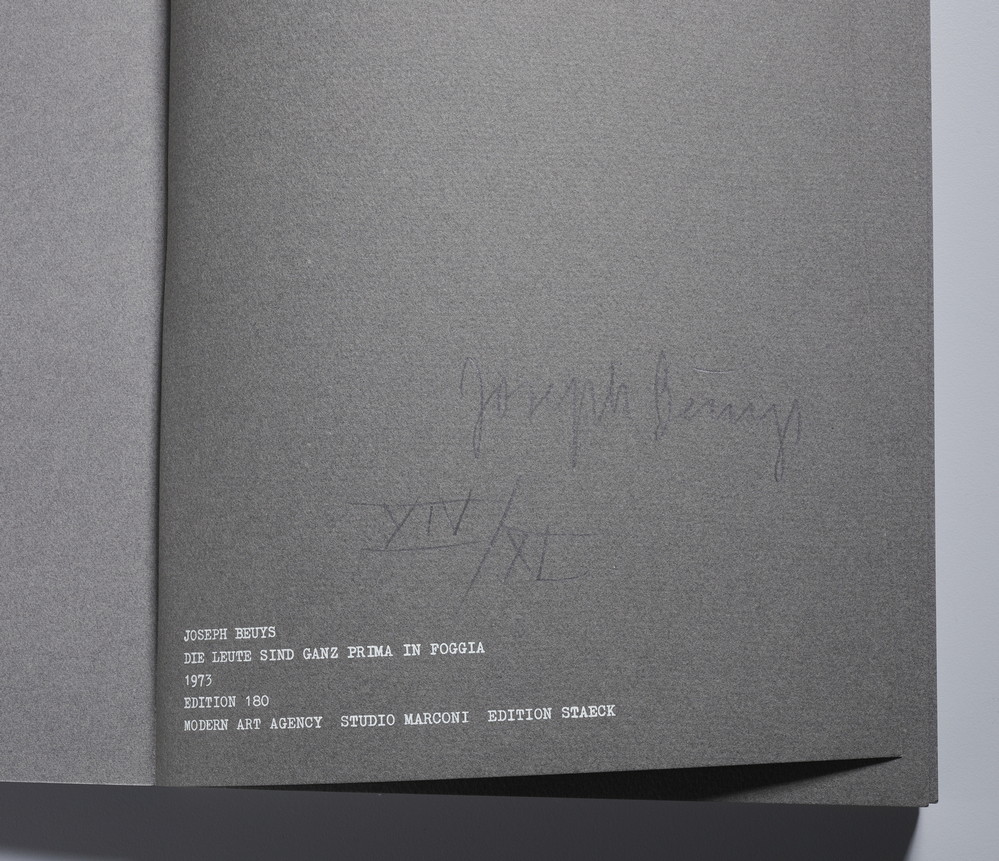 Joseph Beuys
XIV/XL
JOSEPH BEUYS
DIE LEUTE SIND GANZ PRIMA IN FOGGIA
1973
EDITION 180
MODERN ART AGENCY STUDIO MARCONI EDITION STAECK